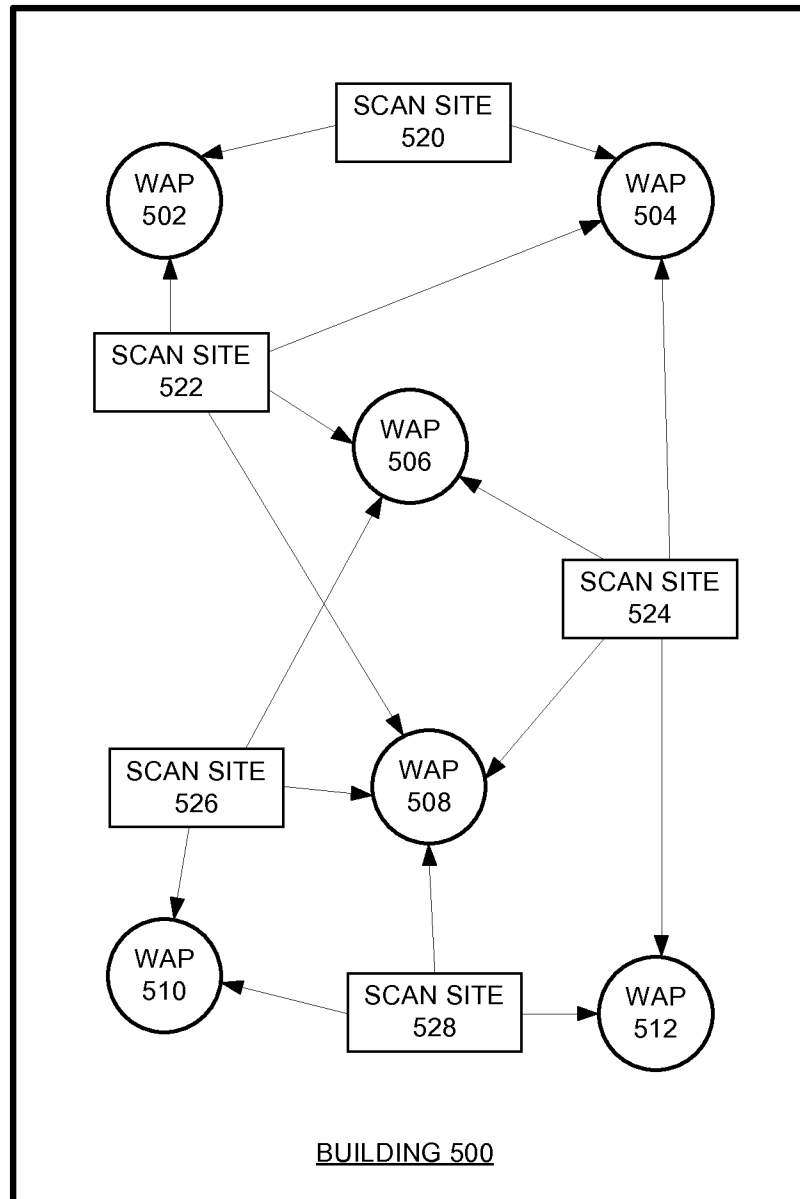 SCAN SITE
520
WAP
502
WAP
504
SCAN SITE
522
WAP
506
SCAN SITE
524
SCAN SITE
526
WAP
508
WAP
510
SCAN SITE
528
WAP
512
BUILDING 500